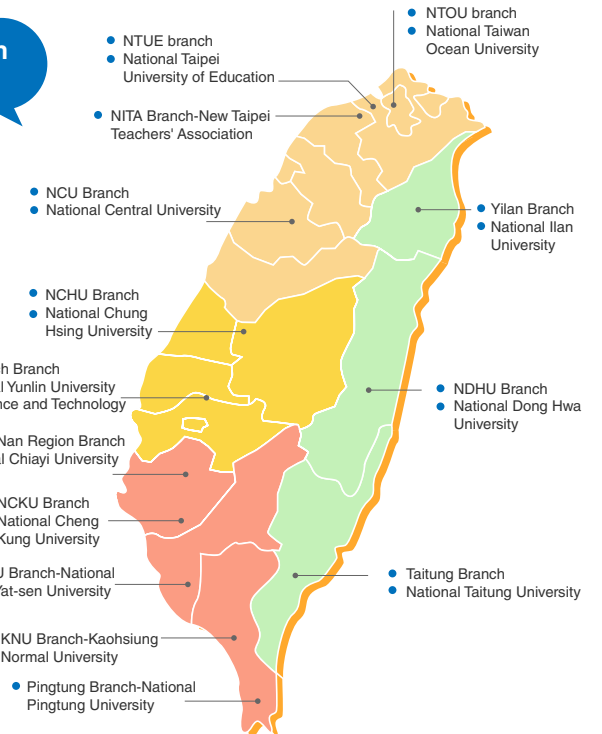 NTOU branch
National Taiwan
Ocean University
NTUE branch
National Taipei
University of Education
NITA Branch-New Taipei
Teachers' Association
NCU Branch
National Central University
Yilan Branch
National Ilan
University
NCHU Branch
National Chung
Hsing University
Branch
Yunlin University
and Technology
NDHU Branch
National Dong Hwa
University
Nan Region Branch
Chiayi University
NCKU Branch
National Cheng
Kung University
Branch-National
Yat-sen University
Taitung Branch
National Taitung University
KNU Branch-Kaohsiung
Normal University
Pingtung Branch-National
Pingtung University